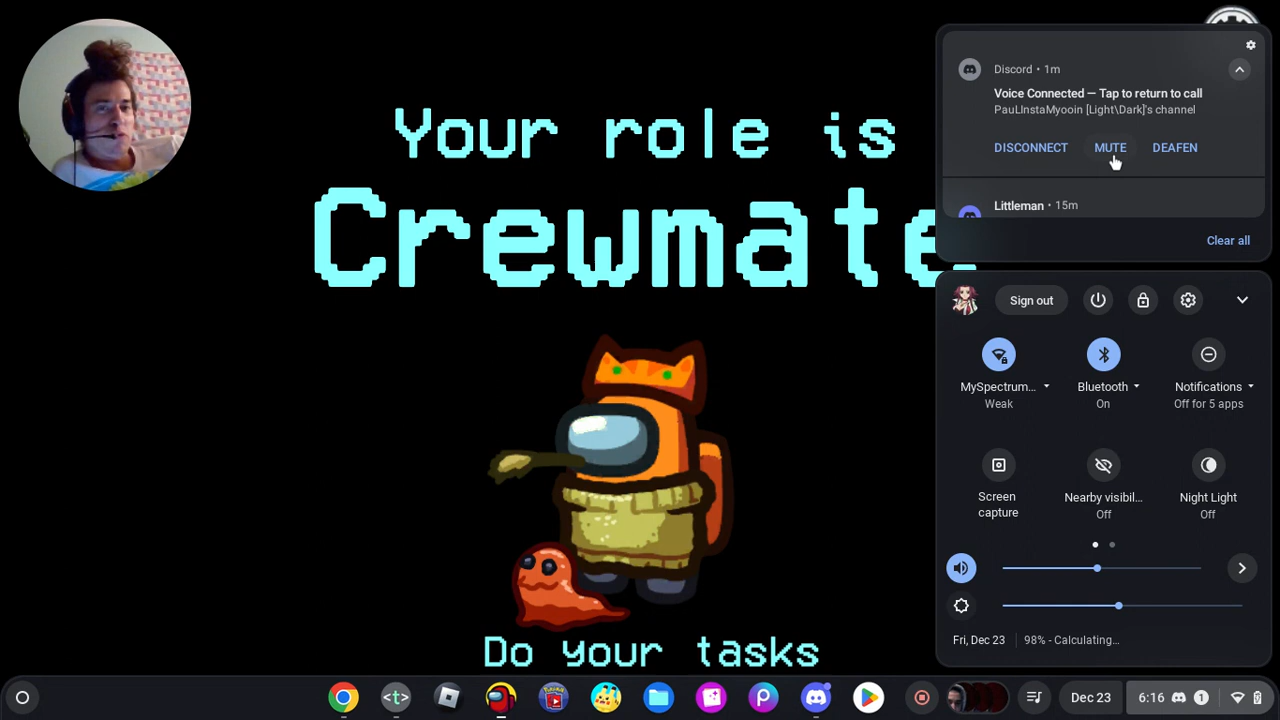 Your role is
Crewmate
Do your tasks
Discord • 1m
Voice Connected — Tap to return to call
PauLInstaMyooin [Light\Dark]'s channel
DISCONNECT MUTE DEAFEN
Littleman • 15m
Clear all
Sign out
MySpectrum... Bluetooth Notifications
Weak On Off for 5 apps
Screen capture Nearby visibil... Night Light
Off Off
Fri, Dec 23 98% - Calculating...
<t> Dec 23 6:16 1